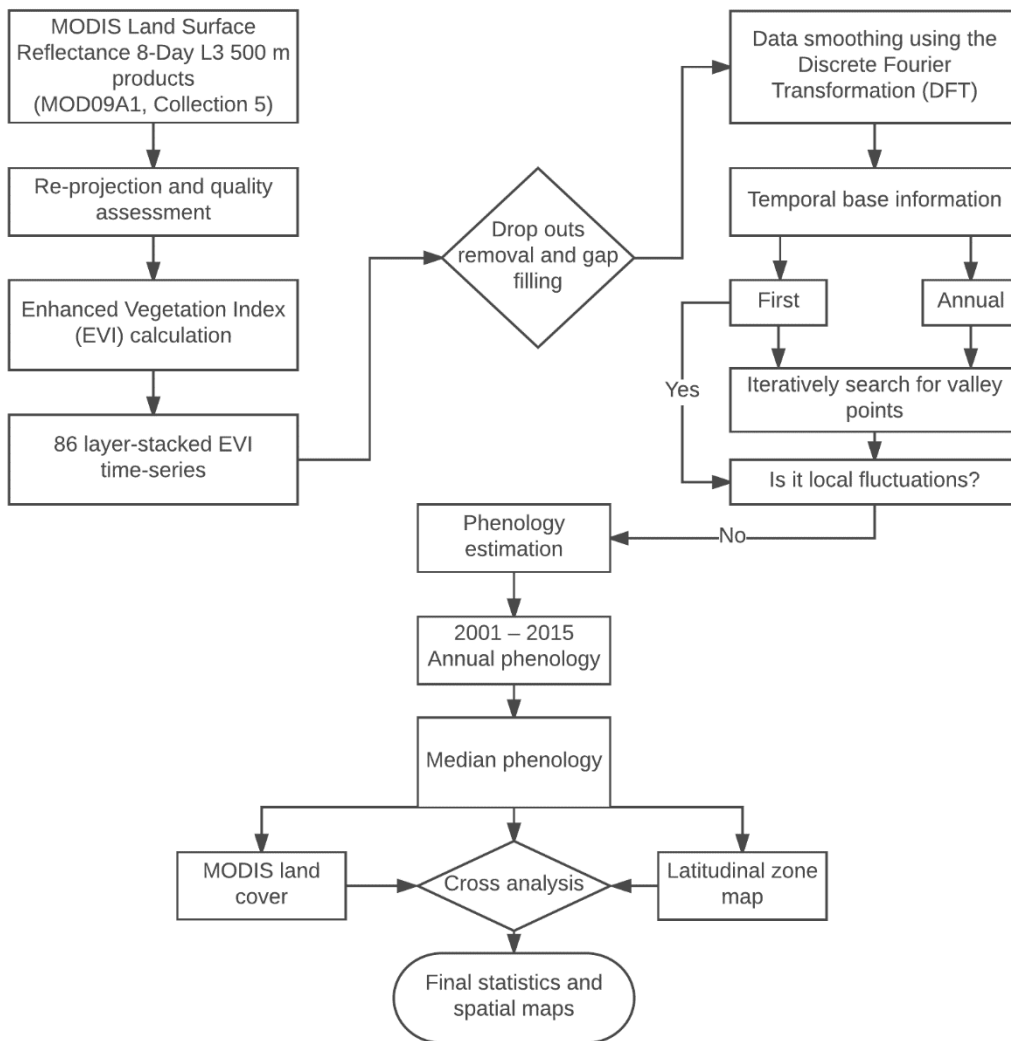 MODIS Land Surface
Reflectance 8-Day L3 500 m
products
(MOD09A1, Collection 5)
Re-projection and quality
assessment
Enhanced Vegetation Index
(EVI) calculation
86 layer-stacked EVI
time-series
Drop outs
removal and gap
filling
Data smoothing using the
Discrete Fourier
Transformation (DFT)
Temporal base information
First
Annual
Yes
Iteratively search for valley
points
Is it local fluctuations?
No
Phenology
estimation
2001 – 2015
Annual phenology
Median phenology
MODIS land
cover
Cross analysis
Latitudinal zone
map
Final statistics and
spatial maps